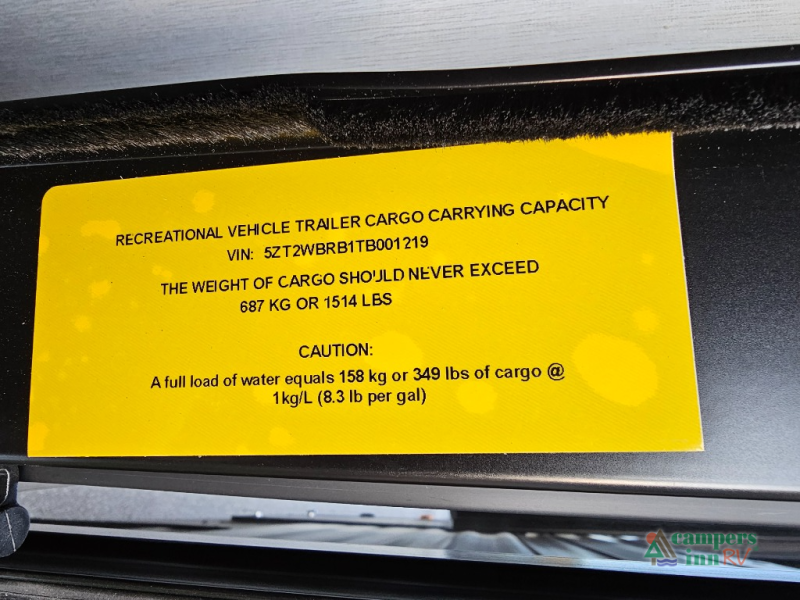 RECREATIONAL VEHICLE TRAILER CARGO CARRYING CAPACITY
VIN: 5ZT2WBRB1TB001219
THE WEIGHT OF CARGO SHOULD NEVER EXCEED
687 KG OR 1514 LBS
CAUTION:
A full load of water equals 158 kg or 349 lbs of cargo @
1kg/L (8.3 lb per gal)
campers
inn RV